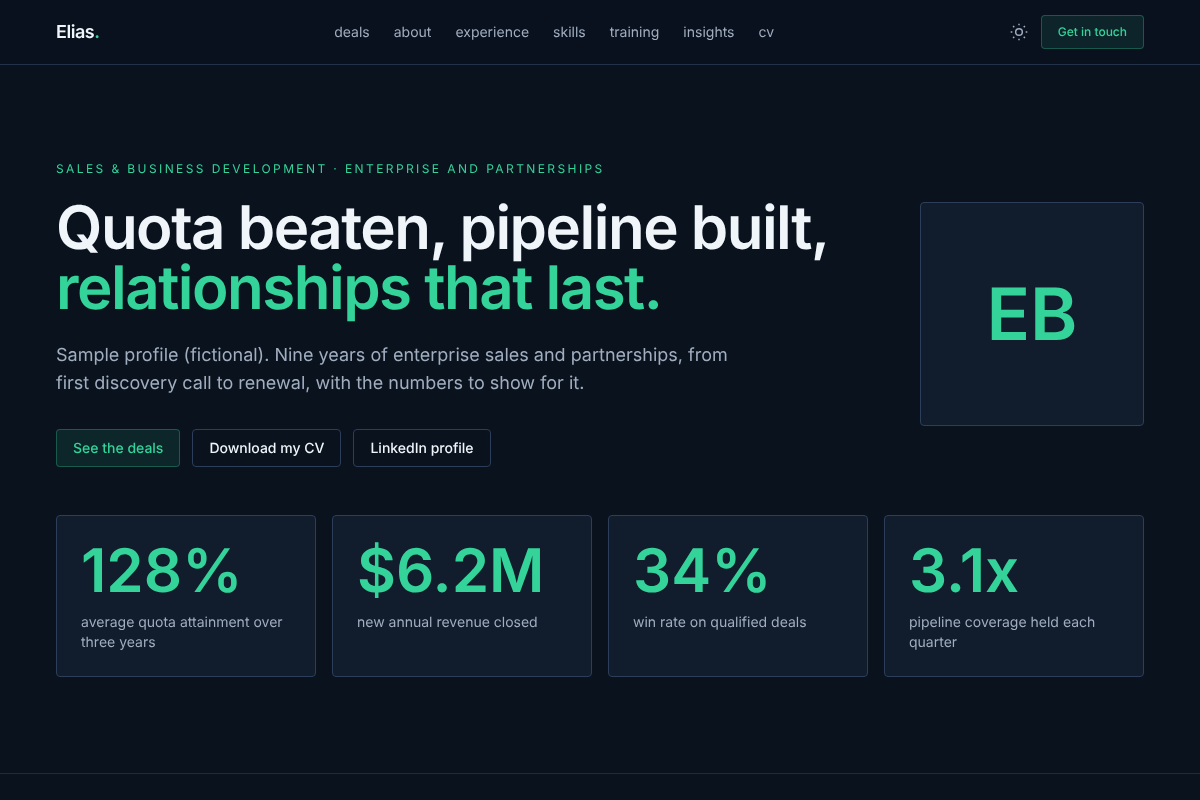 Elias.
deals about experience skills training insights cv
Get in touch
SALES & BUSINESS DEVELOPMENT · ENTERPRISE AND PARTNERSHIPS
Quota beaten, pipeline built,
relationships that last.
EB
Sample profile (fictional). Nine years of enterprise sales and partnerships, from
first discovery call to renewal, with the numbers to show for it.
See the deals
Download my CV
LinkedIn profile
128%
average quota attainment over
three years
$6.2M
new annual revenue closed
34%
win rate on qualified deals
3.1x
pipeline coverage held each
quarter